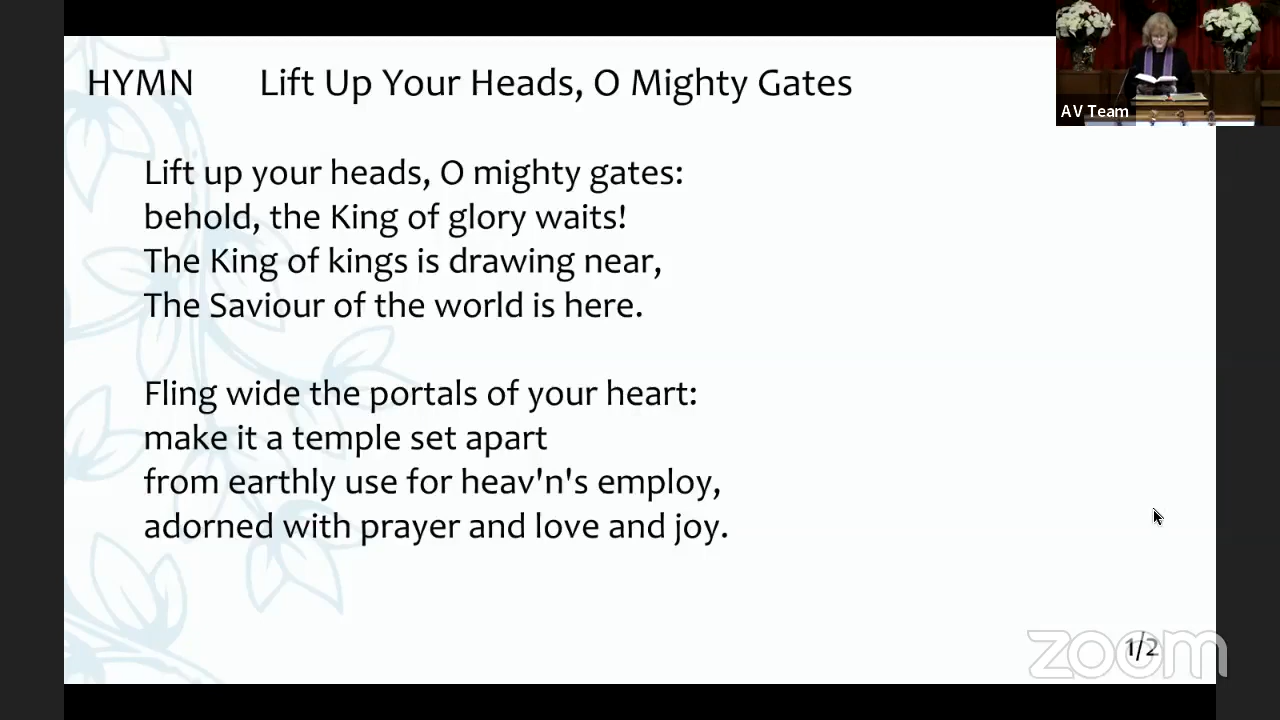 HYMN Lift Up Your Heads, O Mighty Gates
AV Team
Lift up your heads, O mighty gates:
behold, the King of glory waits!
The King of kings is drawing near,
The Saviour of the world is here.
Fling wide the portals of your heart:
make it a temple set apart
from earthly use for heav'n's employ,
adorned with prayer and love and joy.
1/2
zoom